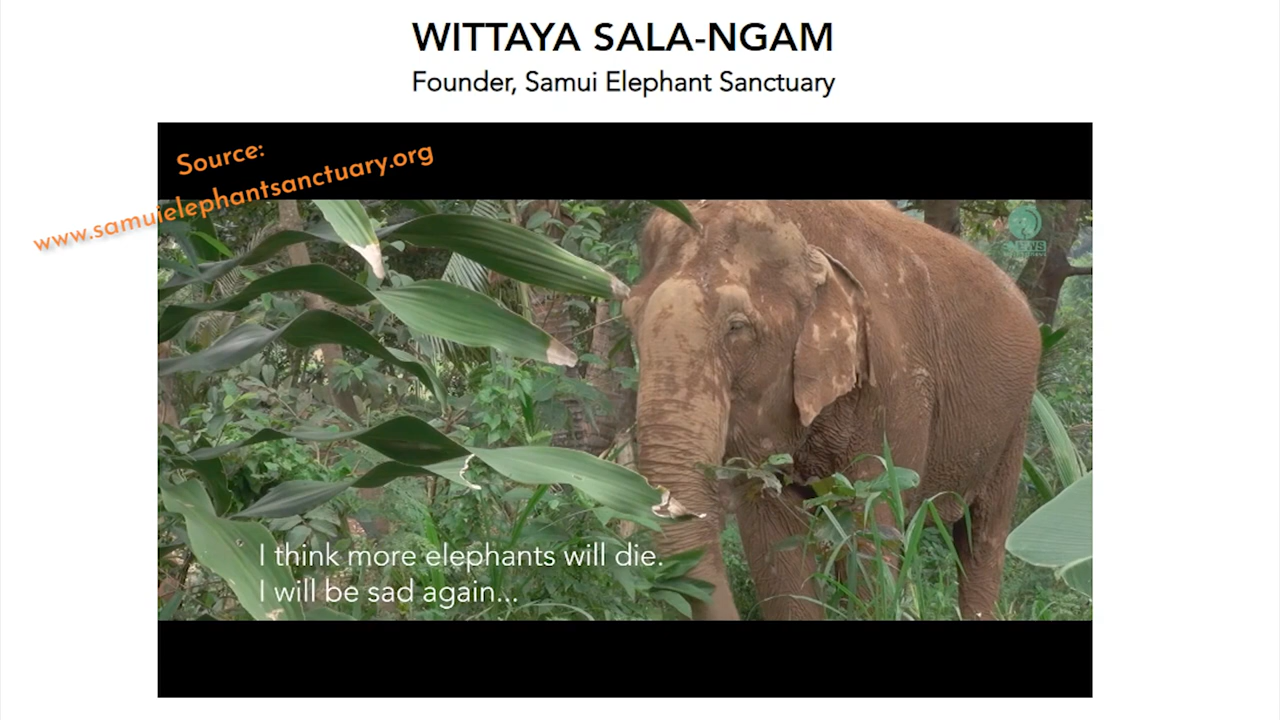 WITTAYA SALA-NGAM
Founder, Samui Elephant Sanctuary
Source:
www.samuielephantsanctuary.org
NEWS
I think more elephants will die.
I will be sad again...